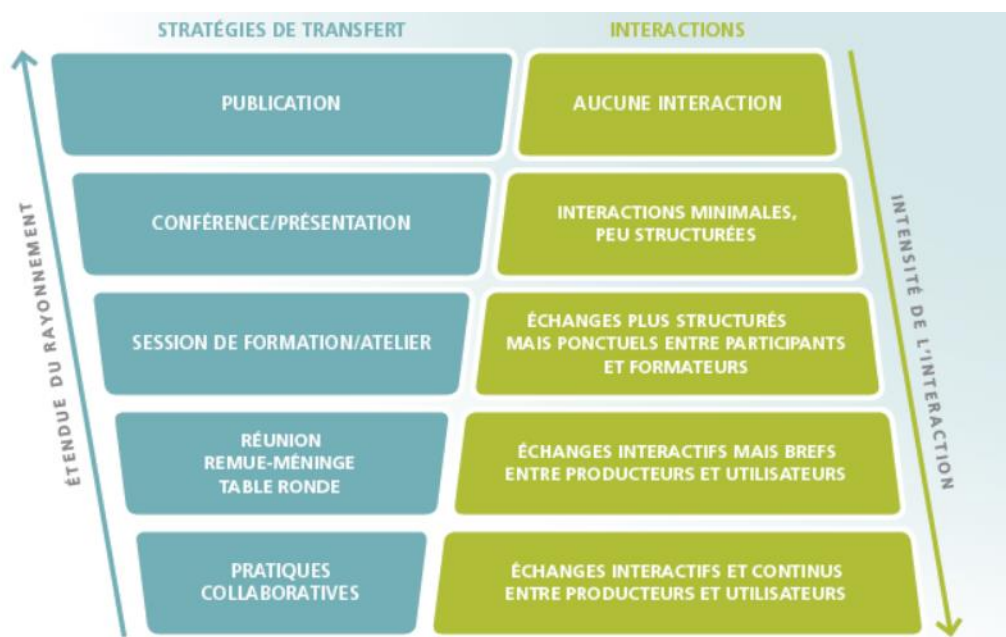 STRATÉGIES DE TRANSFERT
INTERACTIONS
PUBLICATION
AUCUNE INTERACTION
CONFÉRENCE/PRÉSENTATION
INTERACTIONS MINIMALES,
PEU STRUCTURÉES
SESSION DE FORMATION/ATELIER
ÉCHANGES PLUS STRUCTURÉS
MAIS PONCTUELS ENTRE PARTICIPANTS
ET FORMATEURS
RÉUNION
REMUE-MÉNINGE
TABLE RONDE
ÉCHANGES INTERACTIFS MAIS BREFS
ENTRE PRODUCTEURS ET UTILISATEURS
PRATIQUES
COLLABORATIVES
ÉCHANGES INTERACTIFS ET CONTINUS
ENTRE PRODUCTEURS ET UTILISATEURS
ÉTENDUE DU RAYONNEMENT
INTENSITÉ DE L'INTERACTION